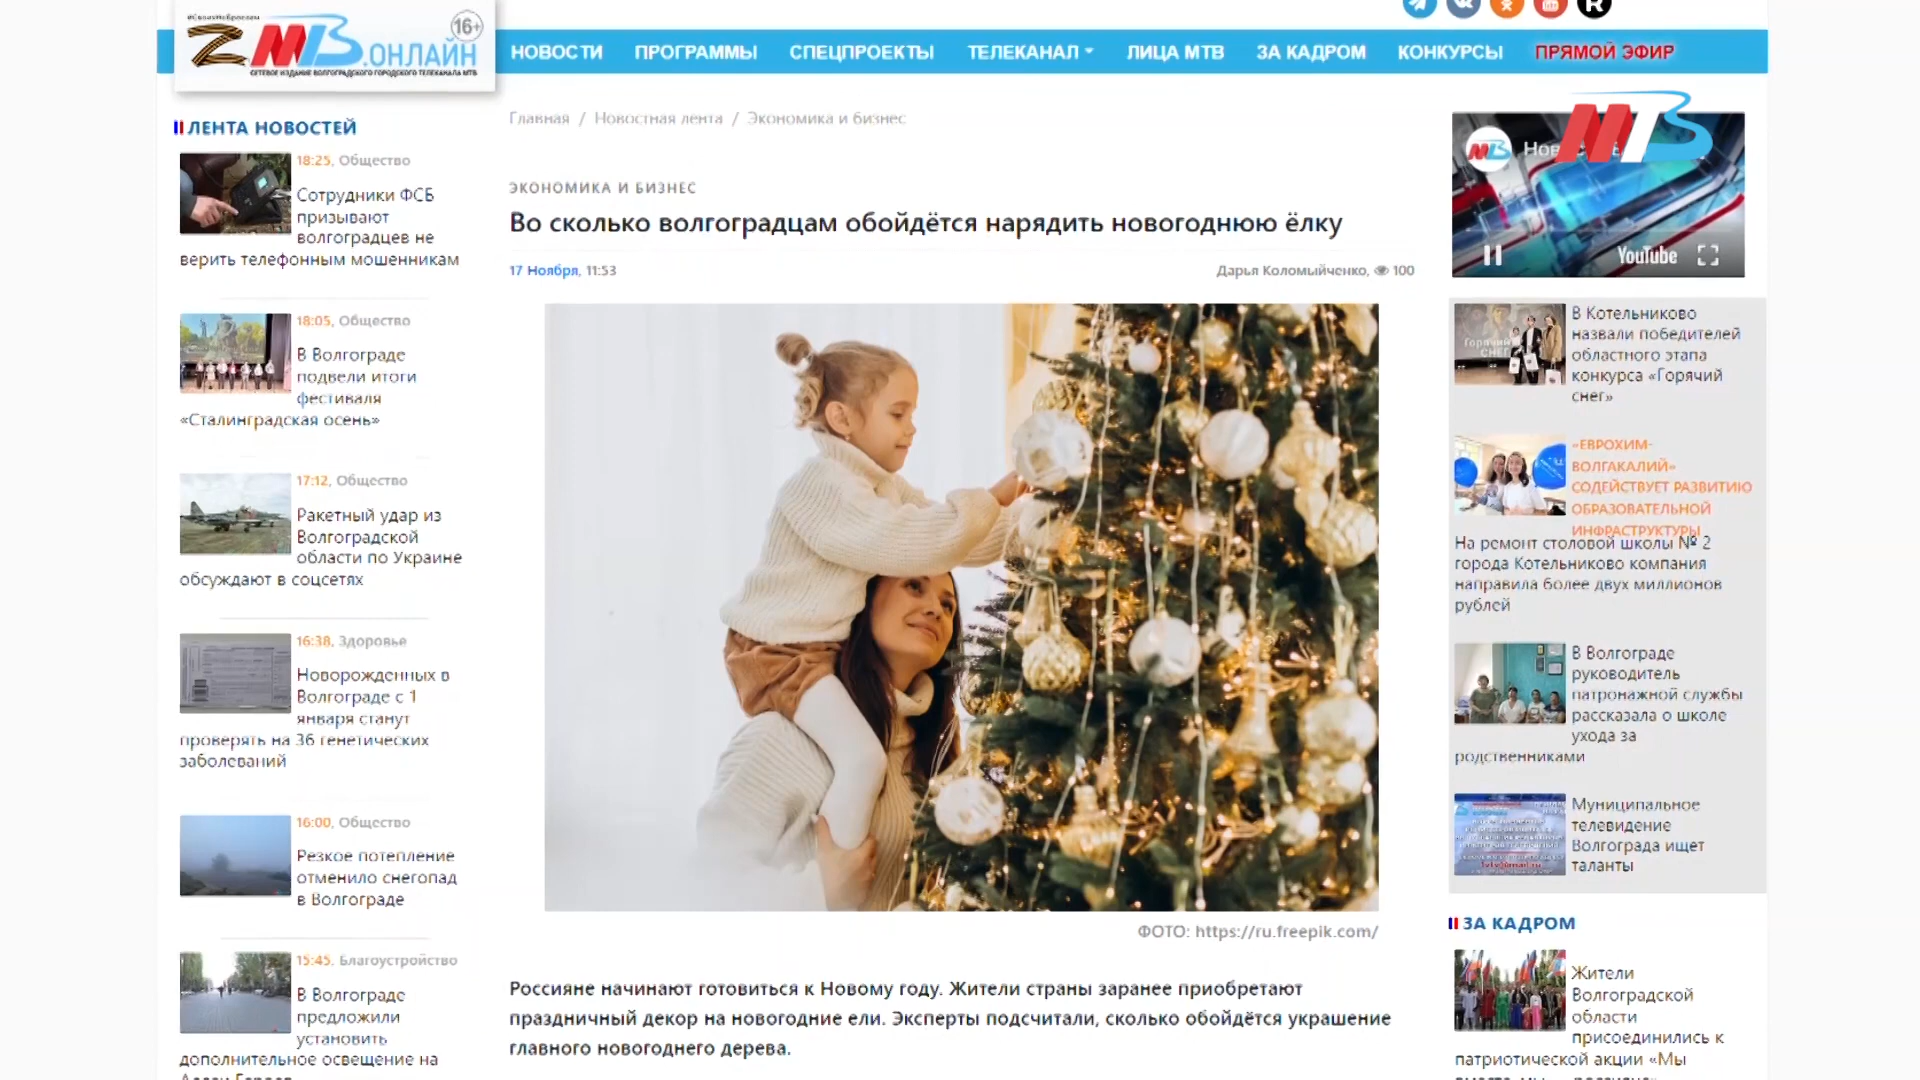 16+
МТВ.ОНЛАЙН
СЕТЕВОЕ ИЗДАНИЕ ВОЛГОГРАДСКОГО ГОРОДСКОГО ТЕЛЕКАНАЛА МТВ
НОВОСТИ ПРОГРАММЫ СПЕЦПРОЕКТЫ ТЕЛЕКАНАЛ ЛИЦА МТВ ЗА КАДРОМ КОНКУРСЫ ПРЯМОЙ ЭФИР
ЛЕНТА НОВОСТЕЙ
18:25, Общество
Сотрудники ФСБ
призывают
волгоградцев не
верить телефонным мошенникам
18:05, Общество
В Волгограде
подвели итоги
фестиваля
«Сталинградская осень»
17:12, Общество
Ракетный удар из
Волгоградской
области по Украине
обсуждают в соцсетях
16:38, Здоровье
Новорожденных в
Волгограде с 1
января станут
проверять на 36 генетических
заболеваний
16:00, Общество
Резкое потепление
отменило снегопад
в Волгограде
15:45, Благоустройство
В Волгограде
предложили
установить
дополнительное освещение на
Главная / Новостная лента / Экономика и бизнес
ЭКОНОМИКА И БИЗНЕС
Во сколько волгоградцам обойдётся нарядить новогоднюю ёлку
17 Ноября, 11:53
Дарья Коломыйченко, 100
ФОТО: https://ru.freepik.com/
Россияне начинают готовиться к Новому году. Жители страны заранее приобретают
праздничный декор на новогодние ели. Эксперты подсчитали, сколько обойдётся украшение
главного новогоднего дерева.
МТВ
YouTube
В Котельниково
назвали победителей
областного этапа
конкурса «Горячий
снег»
«ЕВРОХИМ-
ВОЛГАКАЛИЙ»
СОДЕЙСТВУЕТ РАЗВИТИЮ
ОБРАЗОВАТЕЛЬНОЙ
ИНФРАСТРУКТУРЫ
На ремонт столовой школы № 2
города Котельниково компания
направила более двух миллионов
рублей
В Волгограде
руководитель
патронажной службы
рассказала о школе
ухода за
родственниками
Муниципальное
телевидение
Волгограда ищет
таланты
ЗА КАДРОМ
Жители
Волгоградской
области
присоединились к
патриотической акции «Мы